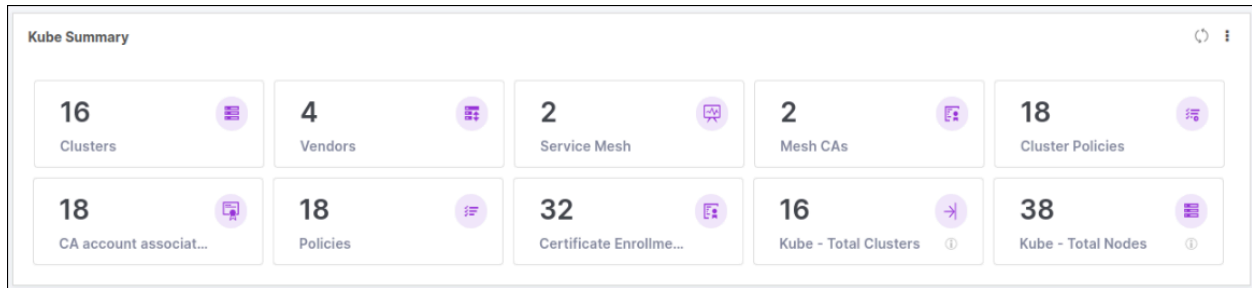 Kube Summary
16
Clusters
4
Vendors
2
Service Mesh
2
Mesh CAs
18
Cluster Policies
18
CA account associat...
18
Policies
32
Certificate Enrollme...
16
Kube - Total Clusters
38
Kube - Total Nodes